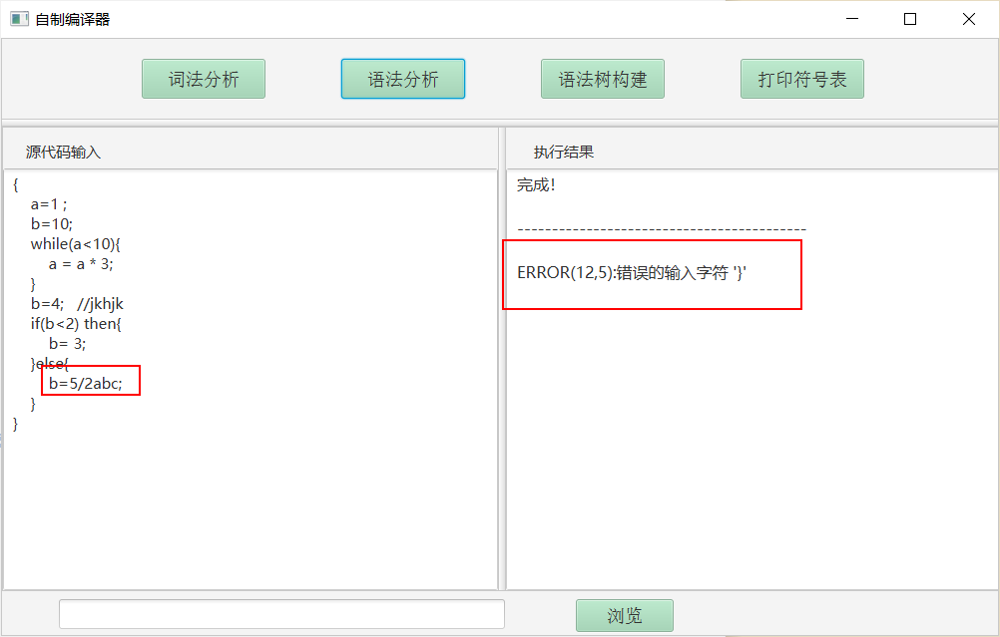 自制编译器
词法分析 语法分析 语法树构建 打印符号表
源代码输入
{
a=1 ;
b=10;
while(a<10){
a = a * 3;
}
b=4; //jkhjk
if(b<2) then{
b= 3;
}else{
b=5/2abc;
}
}
执行结果
完成!
------------------------------------------
ERROR(12,5):错误的输入字符 '}'
浏览